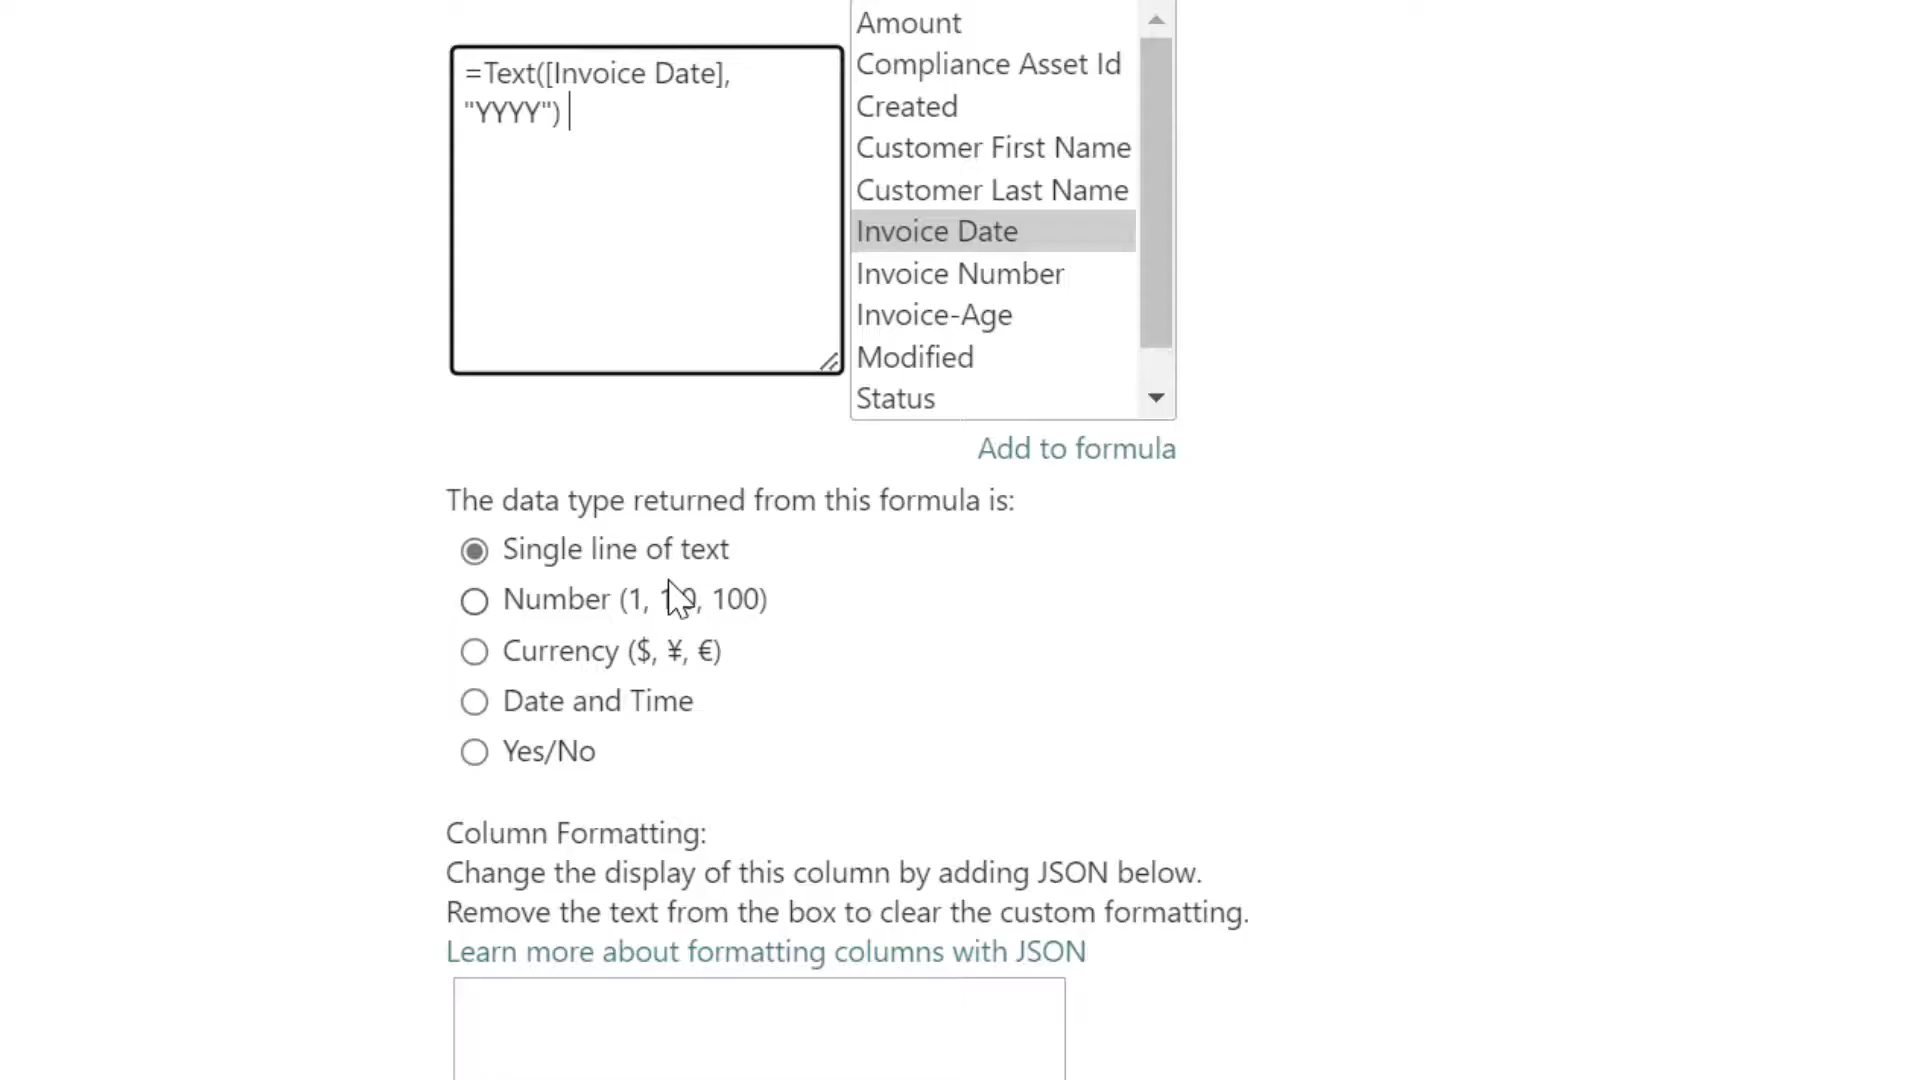 =Text([Invoice Date],
"YYYY")
Amount
Compliance Asset Id
Created
Customer First Name
Customer Last Name
Invoice Date
Invoice Number
Invoice-Age
Modified
Status
Add to formula
The data type returned from this formula is:
Single line of text
Number (1, 100)
Currency ($, ¥, €)
Date and Time
Yes/No
Column Formatting:
Change the display of this column by adding JSON below.
Remove the text from the box to clear the custom formatting.
Learn more about formatting columns with JSON